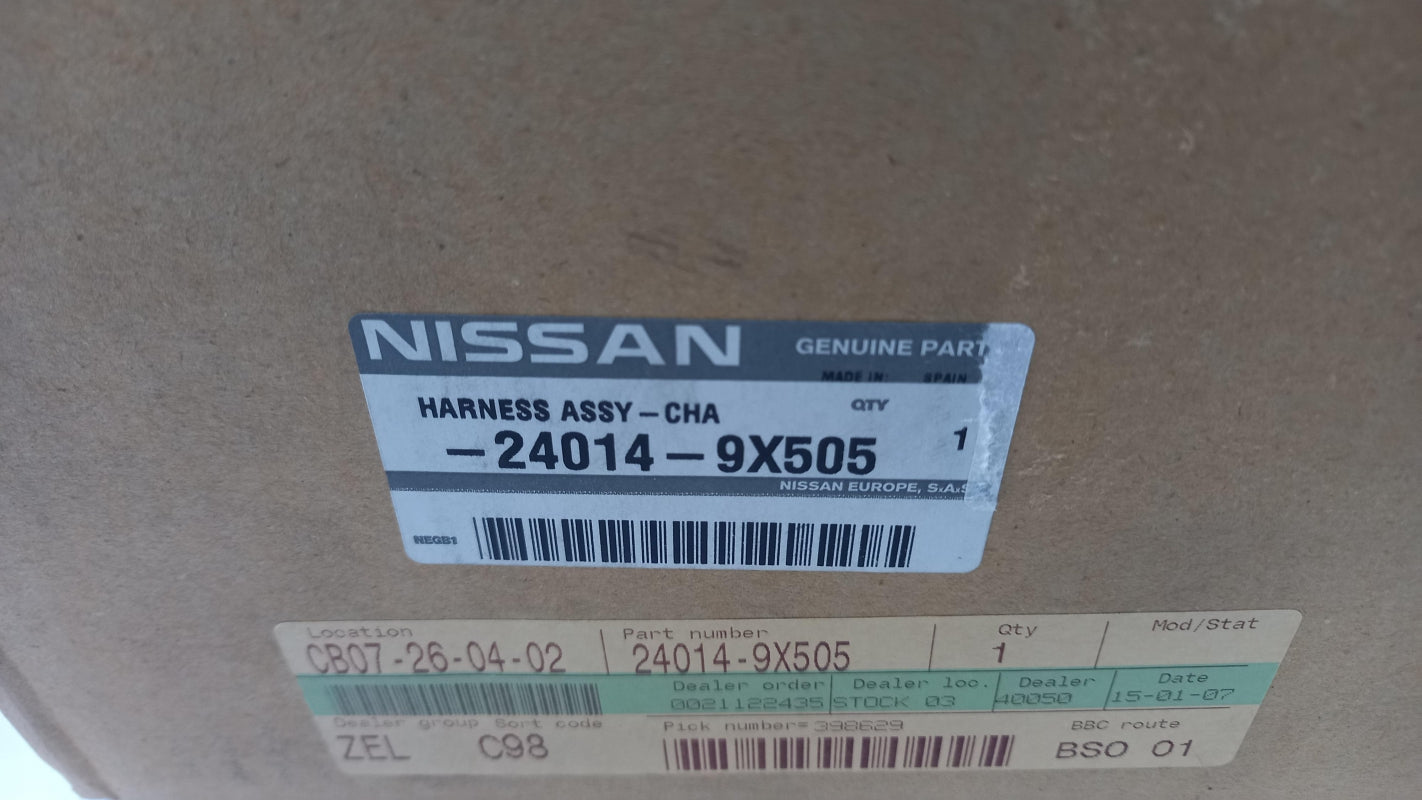 NISSAN GENUINE PART
MADE IN: SPAIN
HARNESS ASSY-CHA QTY
-24014-9X505 1
NISSAN EUROPE, S.A.S
NEGB1
Location Part number Qty Mod/Stat
CB07-26-04-02 24014-9X505 1
Dealer order Dealer loc. Dealer Date
0021122435 STOCK 03 40050 15-01-07
Dealer group Sort code Pick number= 398629 BBC route
ZEL C98 BSO 01